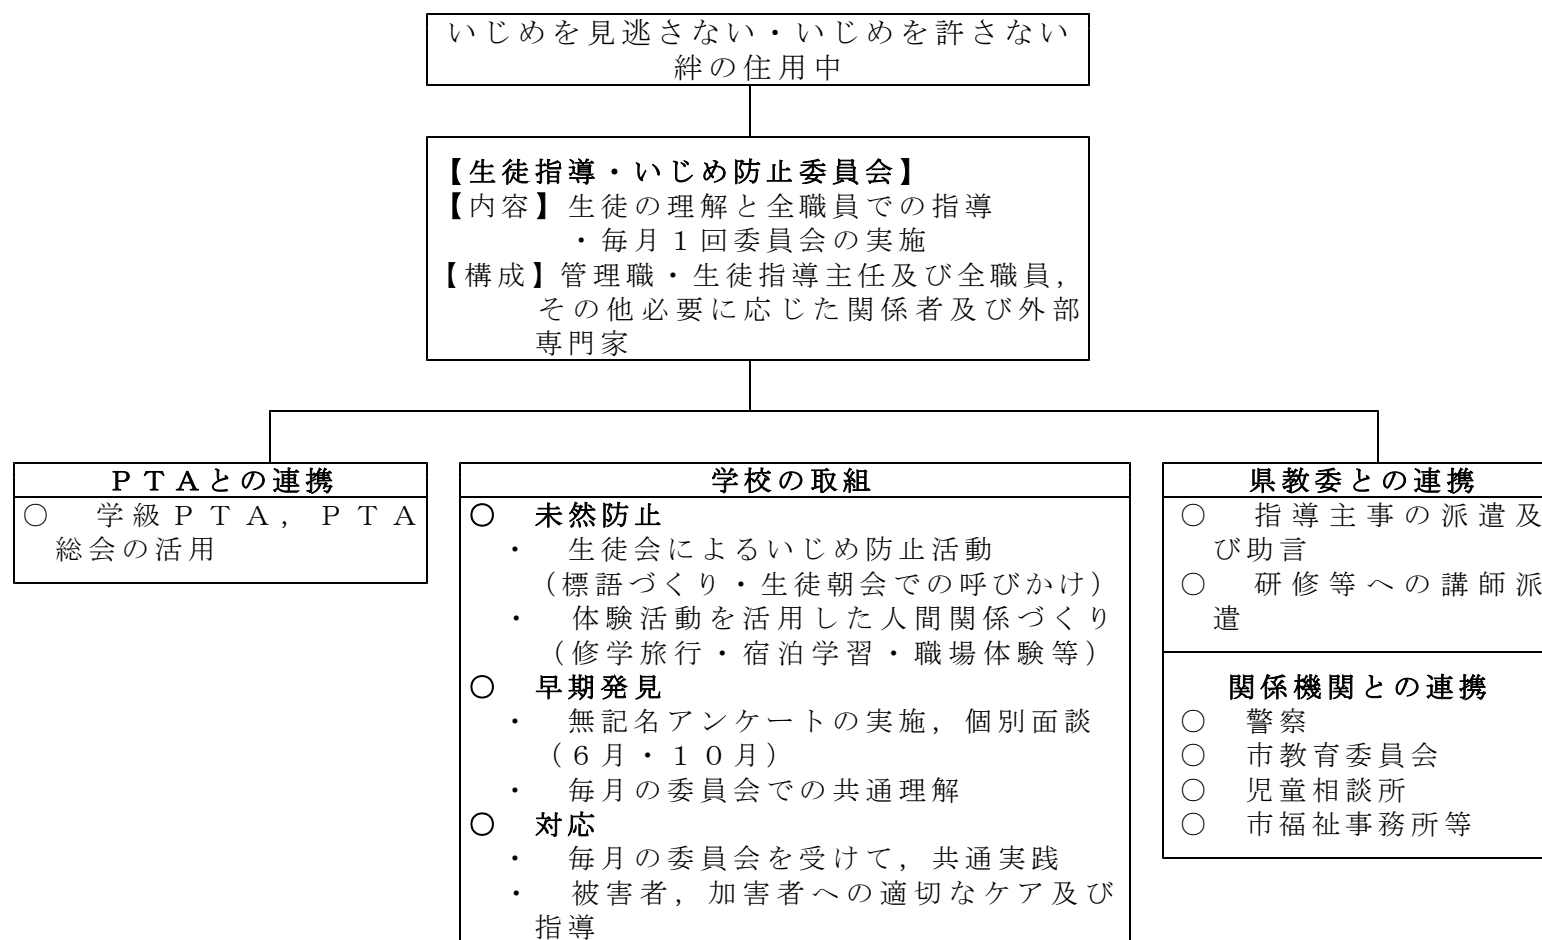 いじめを見逃さない・いじめを許さない
絆の住用中
【生徒指導・いじめ防止委員会】
【内容】生徒の理解と全職員での指導
・毎月１回委員会の実施
【構成】管理職・生徒指導主任及び全職員，
その他必要に応じた関係者及び外部
専門家
ＰＴＡとの連携
○　学級ＰＴＡ，ＰＴＡ
総会の活用
学校の取組
○　未然防止
・　生徒会によるいじめ防止活動
（標語づくり・生徒朝会での呼びかけ）
・　体験活動を活用した人間関係づくり
（修学旅行・宿泊学習・職場体験等）
○　早期発見
・　無記名アンケートの実施，個別面談
（６月・１０月）
・　毎月の委員会での共通理解
○　対応
・　毎月の委員会を受けて，共通実践
・　被害者，加害者への適切なケア及び
指導
県教委との連携
○　指導主事の派遣及
び助言
○　研修等への講師派
遣
関係機関との連携
○　警察
○　市教育委員会
○　児童相談所
○　市福祉事務所等